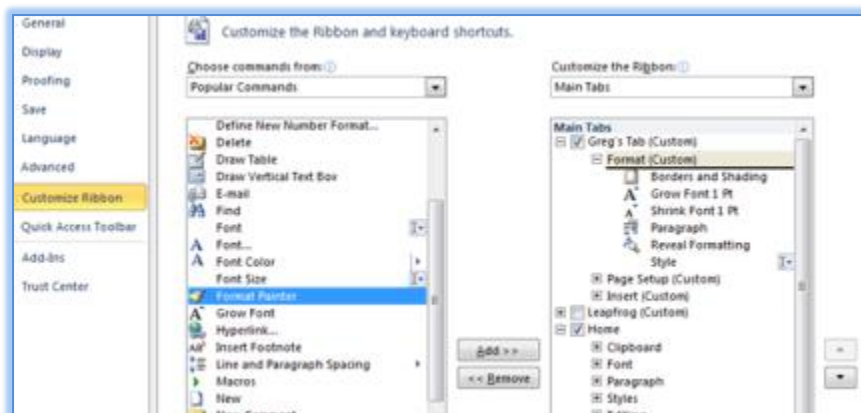 General
Display
Proofing
Save
Language
Advanced
Customize Ribbon
Quick Access Toolbar
Add-Ins
Trust Center
Customize the Ribbon and keyboard shortcuts.
Choose commands from:
Popular Commands
Define New Number Format...
Delete
Draw Table
Draw Vertical Text Box
E-mail
Find
Font
Font...
Font Color
Font Size
Format Painter
Grow Font
Hyperlink...
Insert Footnote
Line and Paragraph Spacing
Macros
New
New Comment
Add >>
<< Remove
Customize the Ribbon:
Main Tabs
Main Tabs
Greg's Tab (Custom)
Format (Custom)
Borders and Shading
Grow Font 1 Pt
Shrink Font 1 Pt
Paragraph
Reveal Formatting
Style
Page Setup (Custom)
Insert (Custom)
Leapfrog (Custom)
Home
Clipboard
Font
Paragraph
Styles